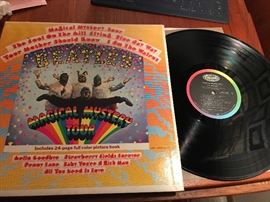 Magical Mystery Tour
The Fool On The Hill Flying Blue Jay Way
Your Mother Should Know I Am The Walrus
BEATLES
MAGICAL MYSTERY
TOUR
Includes 24-page full color picture book
Hello Goodbye Strawberry Fields Forever
Penny Lane Baby You're A Rich Man
All You Need Is Love